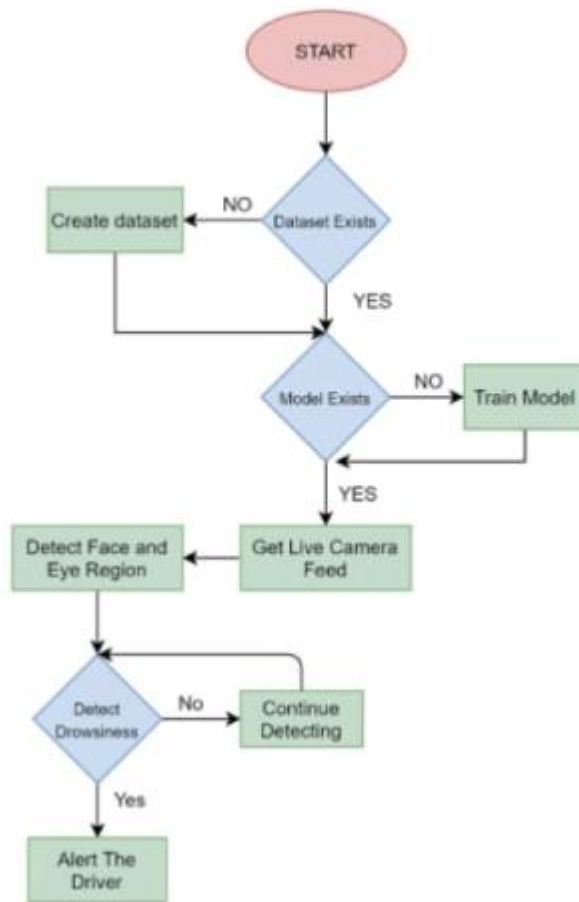 START
Create dataset
NO
Dataset Exists
YES
Model Exists
NO
Train Model
YES
Detect Face and
Eye Region
Get Live Camera
Feed
Detect
Drowsiness
No
Continue
Detecting
Yes
Alert The
Driver